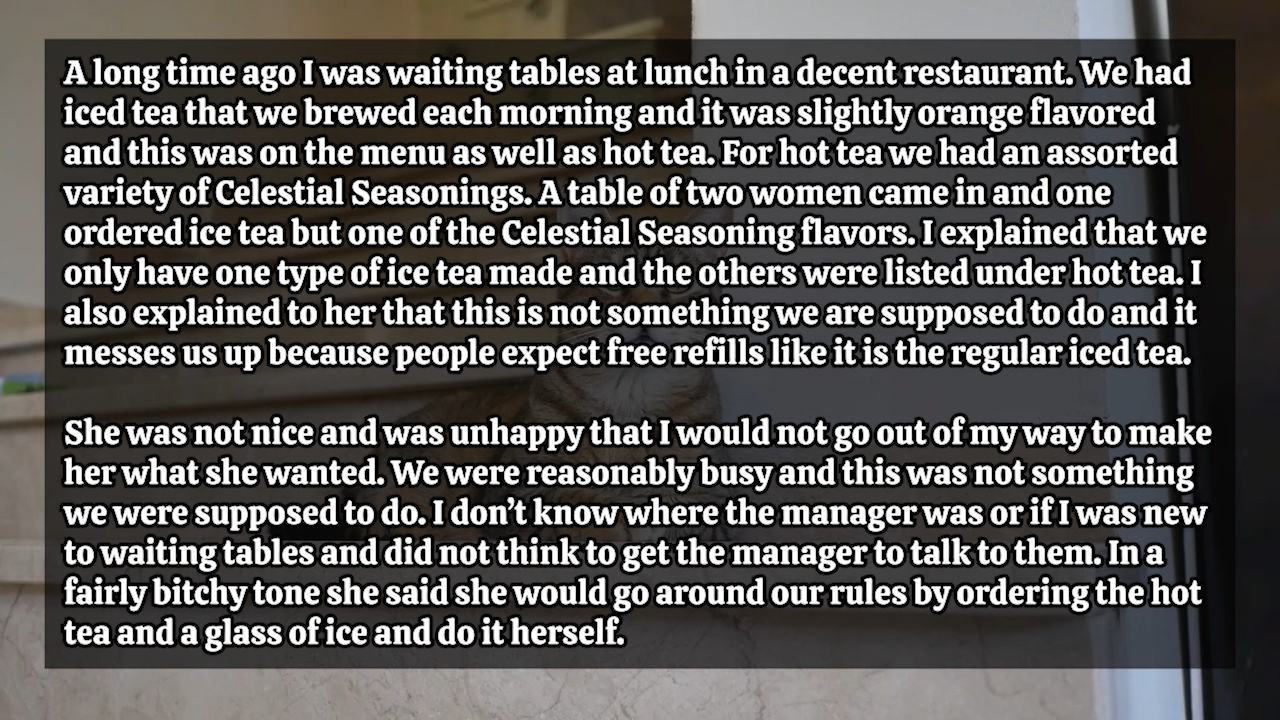 A long time ago I was waiting tables at lunch in a decent restaurant. We had
iced tea that we brewed each morning and it was slightly orange flavored
and this was on the menu as well as hot tea. For hot tea we had an assorted
variety of Celestial Seasonings. A table of two women came in and one
ordered ice tea but one of the Celestial Seasoning flavors. I explained that we
only have one type of ice tea made and the others were listed under hot tea. I
also explained to her that this is not something we are supposed to do and it
messes us up because people expect free refills like it is the regular iced tea.

She was not nice and was unhappy that I would not go out of my way to make
her what she wanted. We were reasonably busy and this was not something
we were supposed to do. I don’t know where the manager was or if I was new
to waiting tables and did not think to get the manager to talk to them. In a
fairly bitchy tone she said she would go around our rules by ordering the hot
tea and a glass of ice and do it herself.